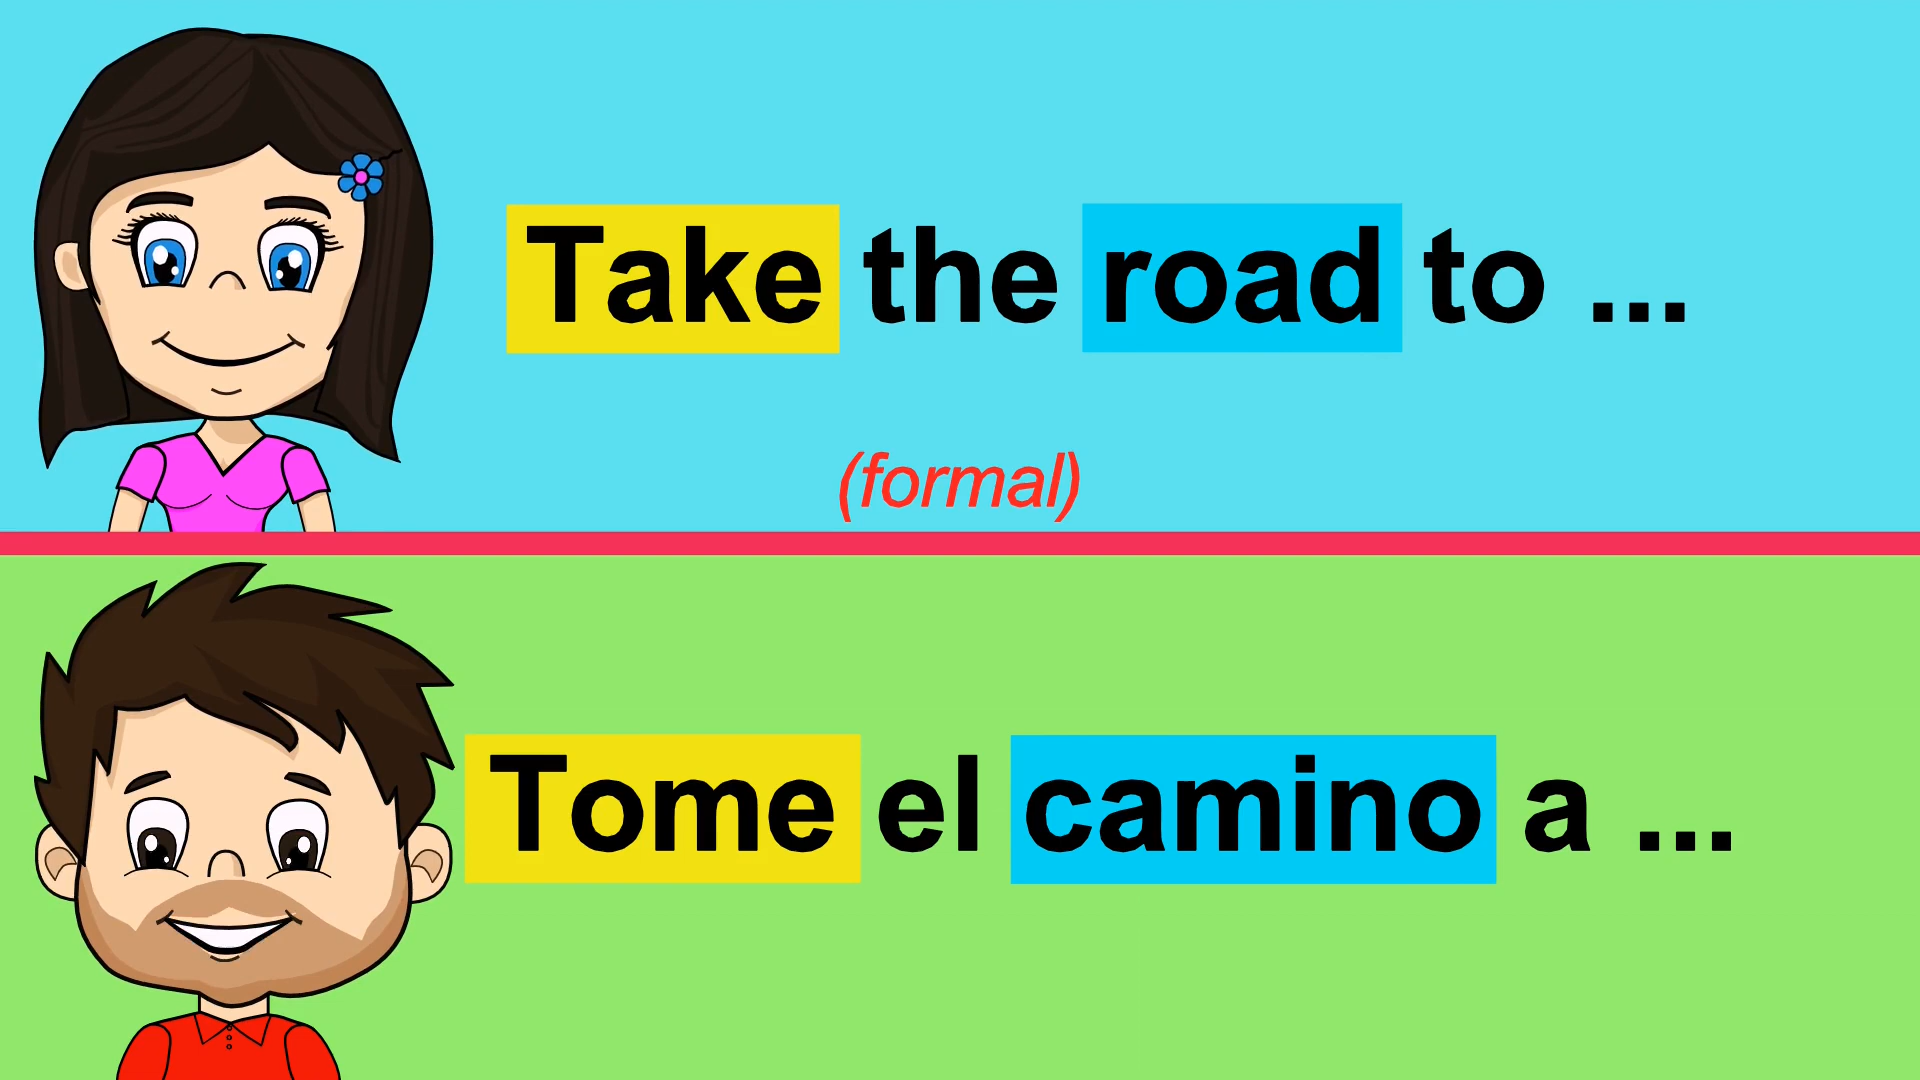 Take the road to ...
(formal)
Tome el camino a ...